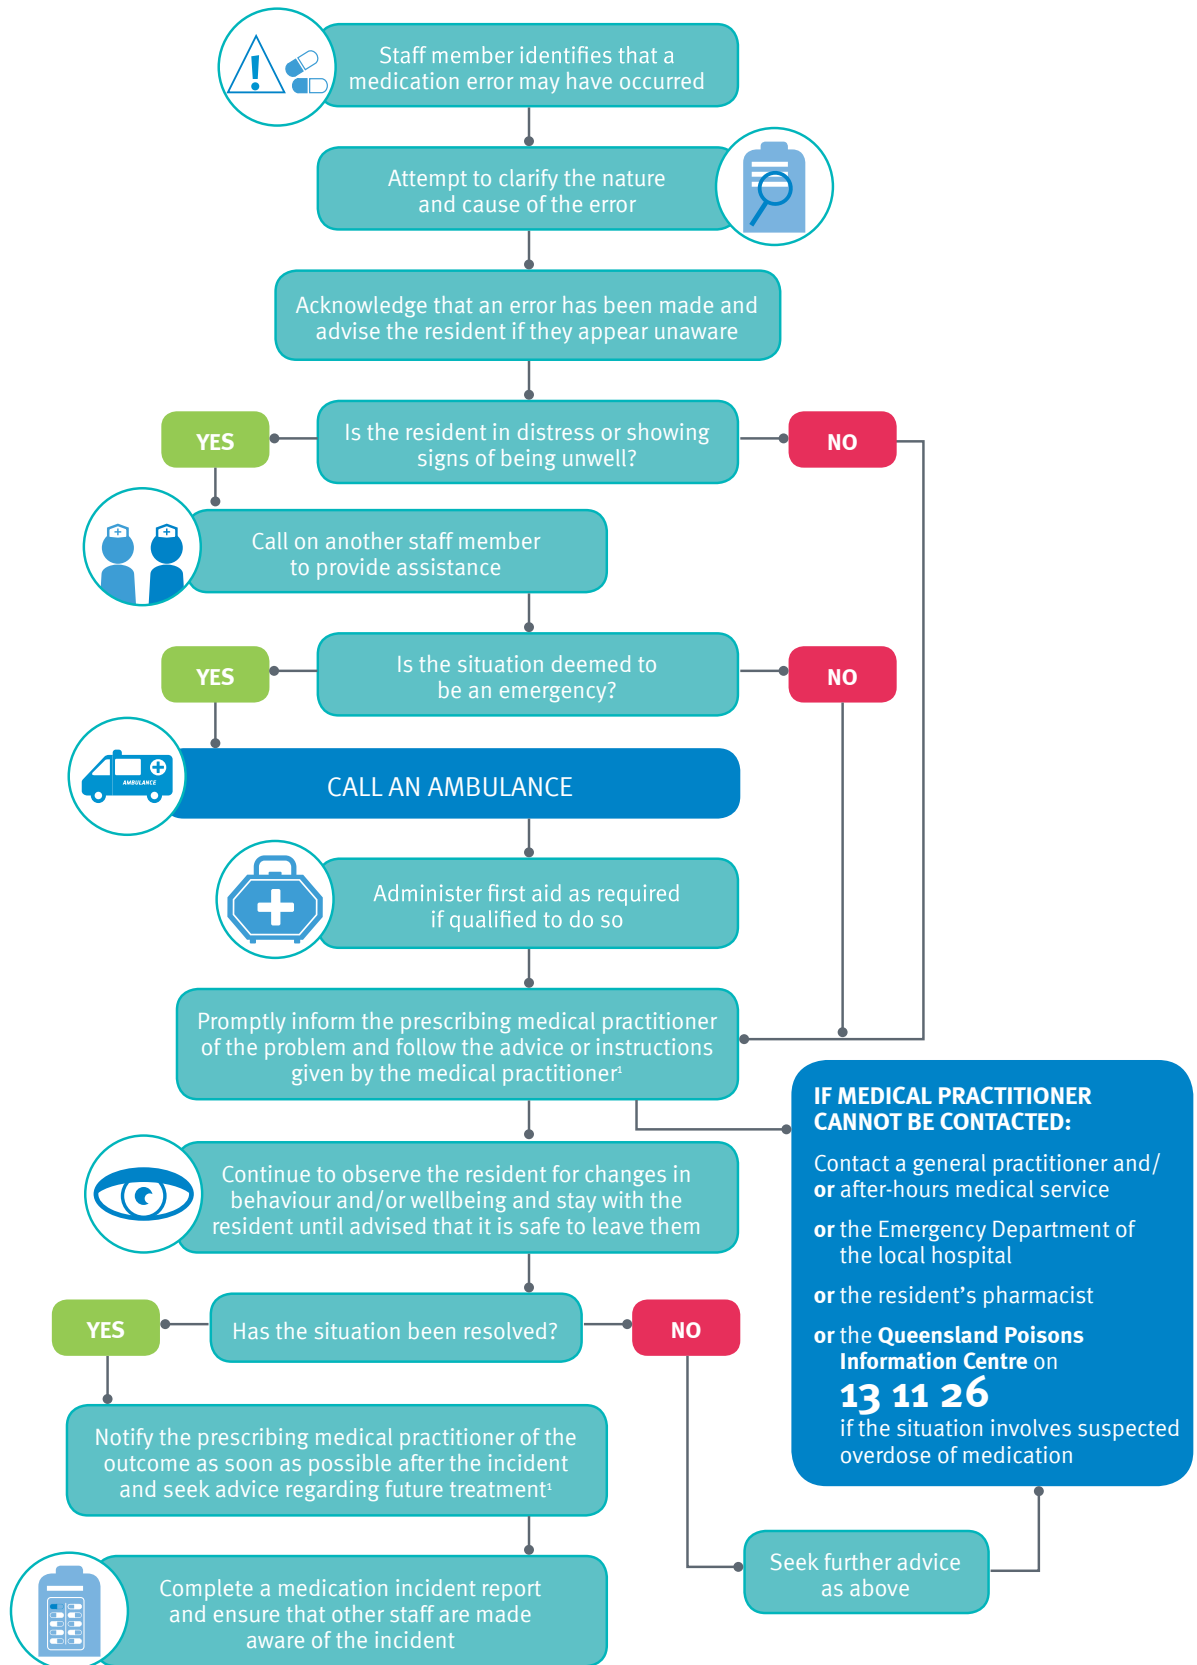 Staff member identifies that a
medication error may have occurred
Attempt to clarify the nature
and cause of the error
Acknowledge that an error has been made and
advise the resident if they appear unaware
Is the resident in distress or showing
signs of being unwell?
YES
NO
Call on another staff member
to provide assistance
Is the situation deemed to
be an emergency?
YES
NO
AMBULANCE
CALL AN AMBULANCE
Administer first aid as required
if qualified to do so
Promptly inform the prescribing medical practitioner
of the problem and follow the advice or instructions
given by the medical practitioner¹
IF MEDICAL PRACTITIONER
CANNOT BE CONTACTED:
Contact a general practitioner and/
or after-hours medical service
or the Emergency Department of
the local hospital
or the resident’s pharmacist
or the Queensland Poisons
Information Centre on
13 11 26
if the situation involves suspected
overdose of medication
Continue to observe the resident for changes in
behaviour and/or wellbeing and stay with the
resident until advised that it is safe to leave them
Has the situation been resolved?
YES
NO
Notify the prescribing medical practitioner of the
outcome as soon as possible after the incident
and seek advice regarding future treatment¹
Seek further advice
as above
Complete a medication incident report
and ensure that other staff are made
aware of the incident